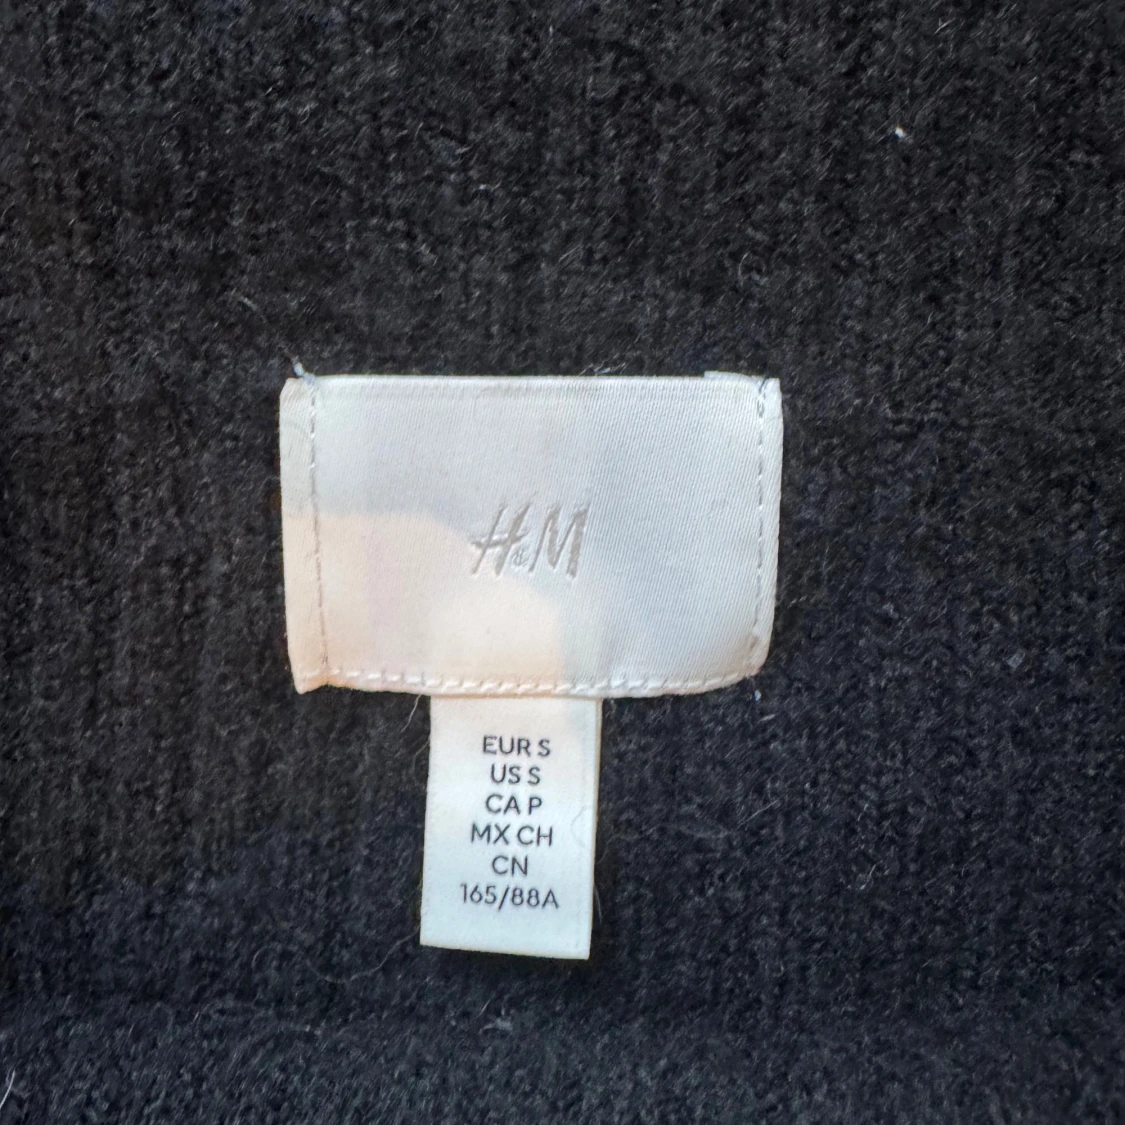 H&M
EUR S
US S
CA P
MX CH
CN
165/88A